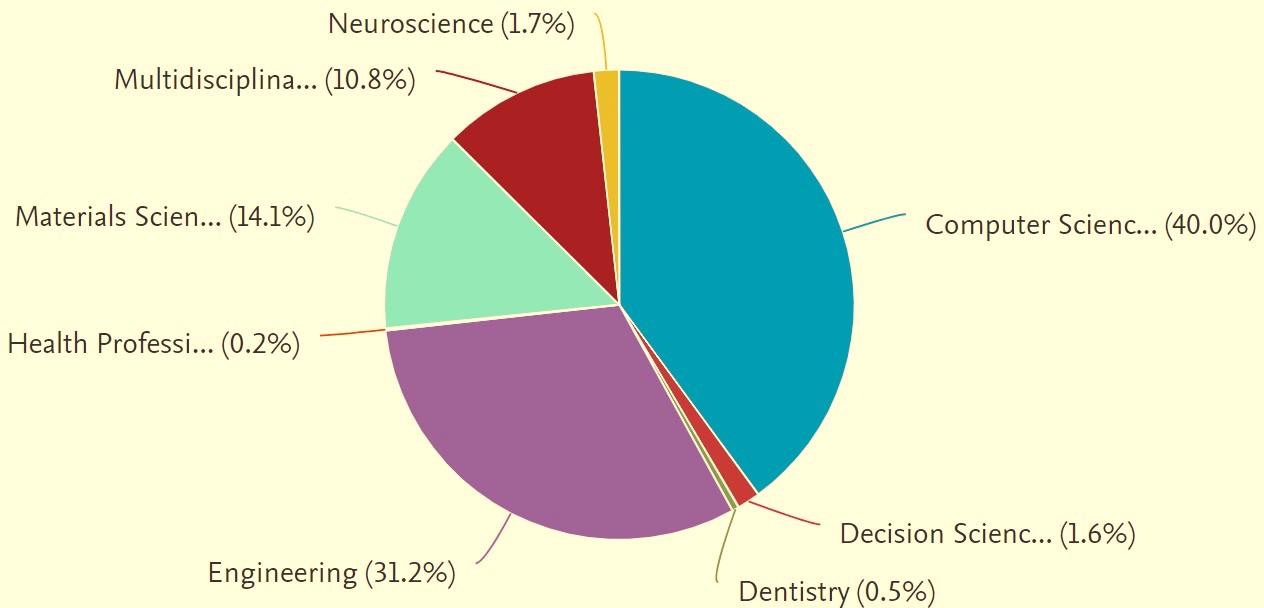 Neuroscience (1.7%)
Multidisciplina... (10.8%)
Materials Scien... (14.1%)
Computer Scienc... (40.0%)
Health Professi... (0.2%)
Decision Scienc... (1.6%)
Engineering (31.2%)
Dentistry (0.5%)